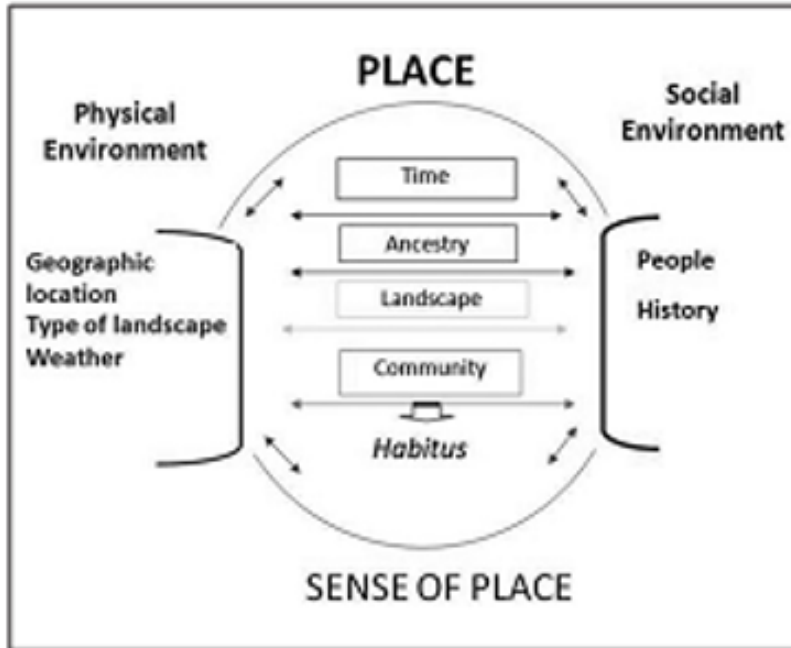 PLACE
Physical
Environment
Social
Environment
Time
Ancestry
Landscape
Community
Habitus
Geographic
location
Type of landscape
Weather
People
History
SENSE OF PLACE